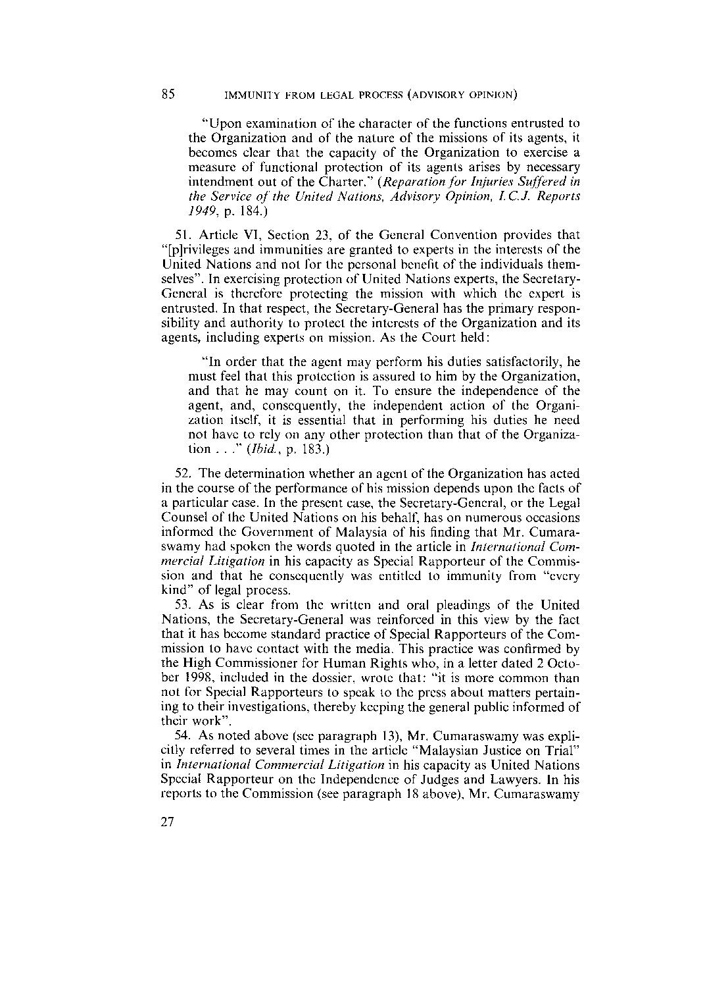 85 IMMUNITY FROM LEGAL PROCESS (ADVISORY OPINION)
“Upon examination of the character of the functions entrusted to
the Organization and of the nature of the missions of its agents, it
becomes clear that the capacity of the Organization to exercise a
measure of functional protection of its agents arises by necessary
intendment out of the Charter.” (Reparation for Injuries Suffered in
the Service of the United Nations, Advisory Opinion, I.C.J. Reports
1949, p. 184.)
51. Article VI, Section 23, of the General Convention provides that
“[p]rivileges and immunities are granted to experts in the interests of the
United Nations and not for the personal benefit of the individuals them-
selves”. In exercising protection of United Nations experts, the Secretary-
General is therefore protecting the mission with which the expert is
entrusted. In that respect, the Secretary-General has the primary respon-
sibility and authority to protect the interests of the Organization and its
agents, including experts on mission. As the Court held:
“In order that the agent may perform his duties satisfactorily, he
must feel that this protection is assured to him by the Organization,
and that he may count on it. To ensure the independence of the
agent, and, consequently, the independent action of the Organi-
zation itself, it is essential that in performing his duties he need
not have to rely on any other protection than that of the Organiza-
tion . . .” (Ibid., p. 183.)
52. The determination whether an agent of the Organization has acted
in the course of the performance of his mission depends upon the facts of
a particular case. In the present case, the Secretary-General, or the Legal
Counsel of the United Nations on his behalf, has on numerous occasions
informed the Government of Malaysia of his finding that Mr. Cumara-
swamy had spoken the words quoted in the article in International Com-
mercial Litigation in his capacity as Special Rapporteur of the Commis-
sion and that he consequently was entitled to immunity from “every
kind” of legal process.
53. As is clear from the written and oral pleadings of the United
Nations, the Secretary-General was reinforced in this view by the fact
that it has become standard practice of Special Rapporteurs of the Com-
mission to have contact with the media. This practice was confirmed by
the High Commissioner for Human Rights who, in a letter dated 2 Octo-
ber 1998, included in the dossier, wrote that: “it is more common than
not for Special Rapporteurs to speak to the press about matters pertain-
ing to their investigations, thereby keeping the general public informed of
their work”.
54. As noted above (see paragraph 13), Mr. Cumaraswamy was expli-
citly referred to several times in the article “Malaysian Justice on Trial”
in International Commercial Litigation in his capacity as United Nations
Special Rapporteur on the Independence of Judges and Lawyers. In his
reports to the Commission (see paragraph 18 above), Mr. Cumaraswamy
27